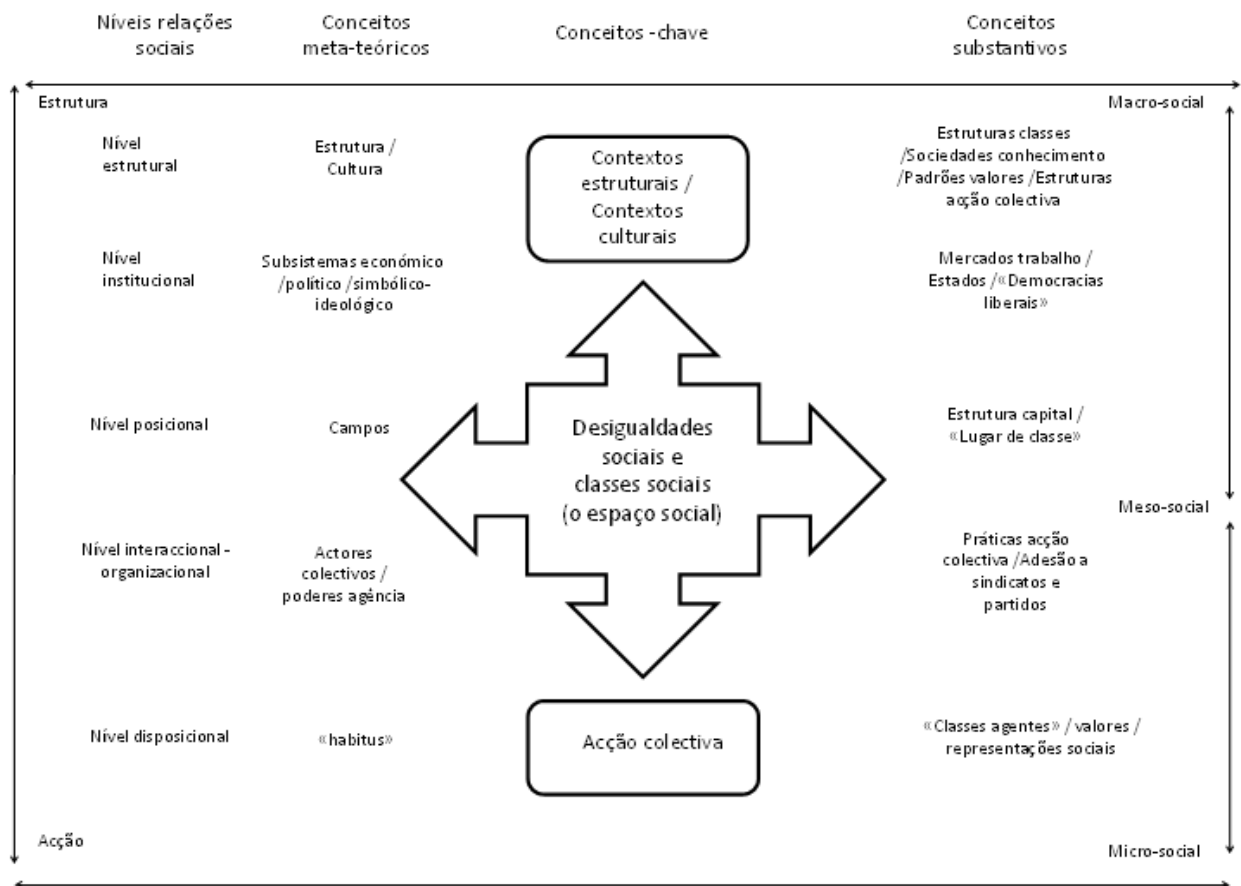 Níveis relações
sociais
Conceitos
meta-teóricos
Conceitos -chave
Conceitos
substantivos
Estrutura
Macro-social
Nível
estrutural
Estrutura /
Cultura
Contextos
estruturais /
Contextos
culturais
Estruturas classes
/Sociedades conhecimento
/Padrões valores /Estruturas
acção colectiva
Nível
institucional
Subsistemas económico
/político /simbólico-
ideológico
Mercados trabalho /
Estados /«Democracias
liberais»
Nível posicional
Campos
Desigualdades
sociais e
classes sociais
(o espaço social)
Estrutura capital /
«Lugar de classe»
Meso-social
Nível interaccional -
organizacional
Actores
colectivos /
poderes agência
Práticas acção
colectiva /Adesão a
sindicatos e
partidos
Nível disposicional
«habitus»
Acção colectiva
«Classes agentes» / valores /
representações sociais
Acção
Micro-social